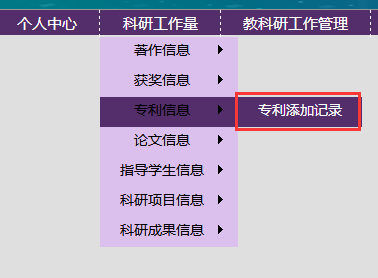 个人中心 科研工作量 教科研工作管理
著作信息
获奖信息
专利信息 专利添加记录
论文信息
指导学生信息
科研项目信息
科研成果信息